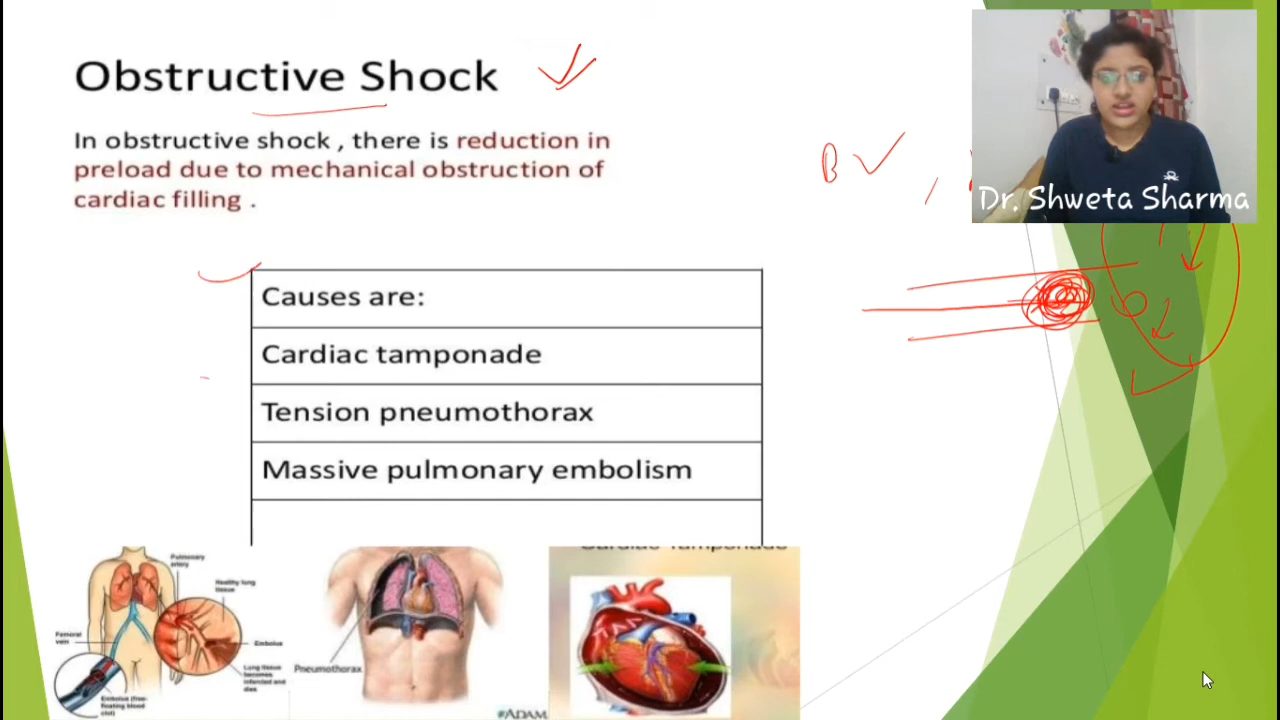 Obstructive Shock
In obstructive shock , there is reduction in
preload due to mechanical obstruction of
cardiac filling .
B
Dr. Shweta Sharma
Causes are:
Cardiac tamponade
Tension pneumothorax
Massive pulmonary embolism
Pulmonary
artery
Healthy lung
tissue
Femoral
vein
Embolus
Lung tissue
becomes
infarcted and
dies
Embolus (free-
floating blood
clot)
Pneumothorax
ADAM
Cardiac Tamponade